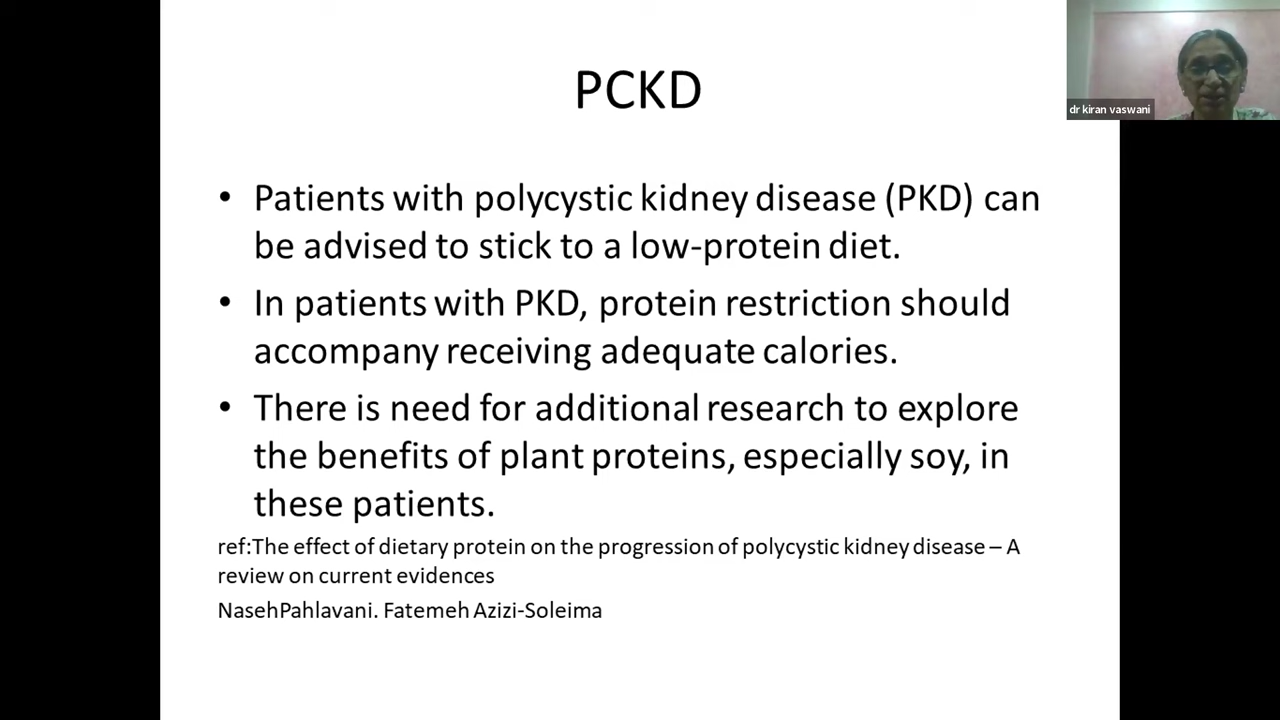 PCKD
dr kiran vaswani
• Patients with polycystic kidney disease (PKD) can
be advised to stick to a low-protein diet.
• In patients with PKD, protein restriction should
accompany receiving adequate calories.
• There is need for additional research to explore
the benefits of plant proteins, especially soy, in
these patients.
ref:The effect of dietary protein on the progression of polycystic kidney disease – A
review on current evidences
NasehPahlavani. Fatemeh Azizi-Soleima